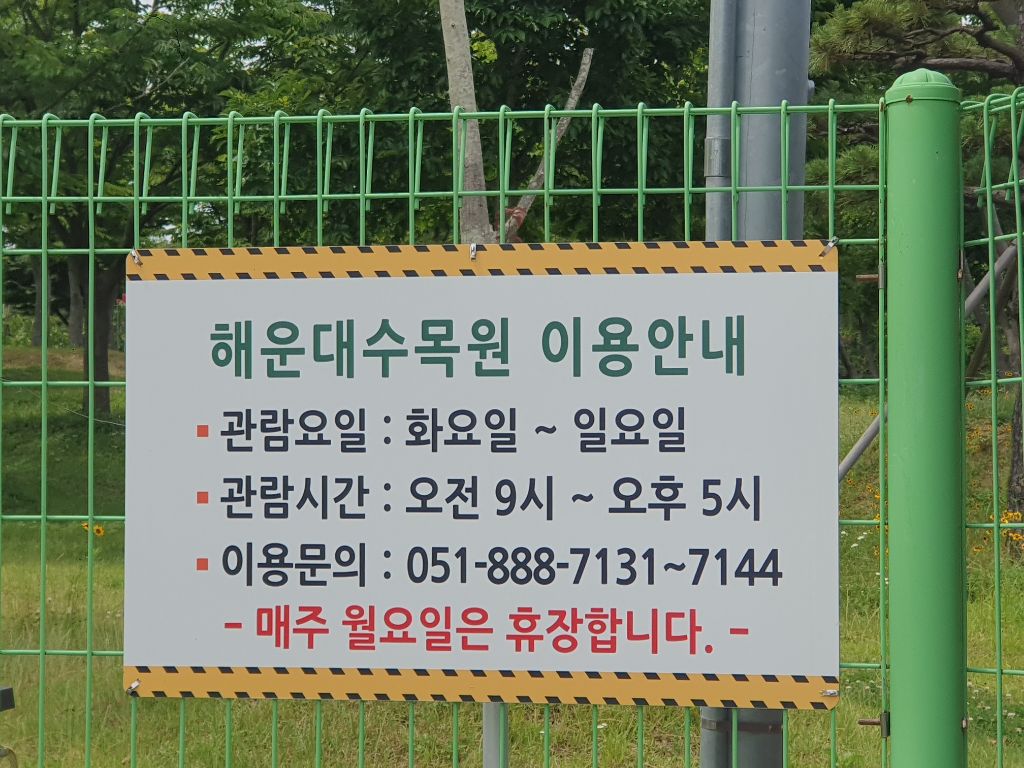 해운대수목원 이용안내
▪ 관람요일 : 화요일 ~ 일요일
▪ 관람시간 : 오전 9시 ~ 오후 5시
▪ 이용문의 : 051-888-7131~7144
- 매주 월요일은 휴장합니다. -